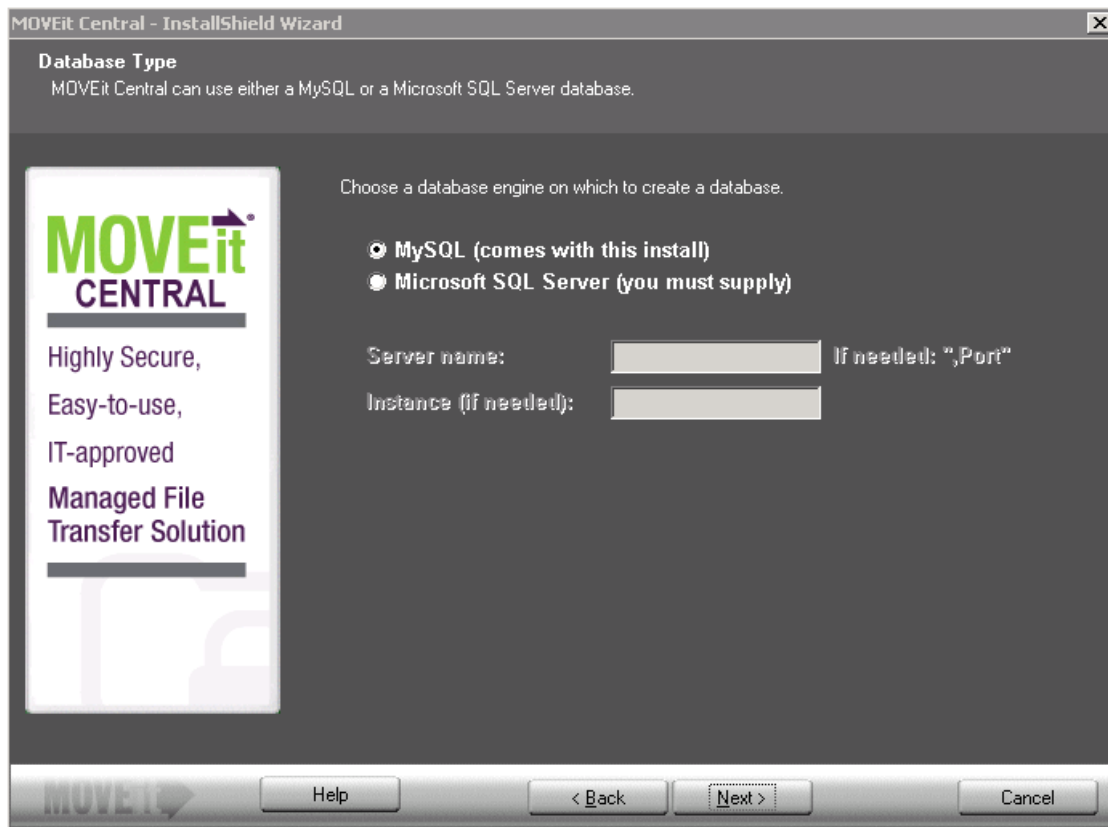 MOVEit Central - InstallShield Wizard
Database Type
MOVEit Central can use either a MySQL or a Microsoft SQL Server database.
MOVEit®
CENTRAL
Highly Secure,
Easy-to-use,
IT-approved
Managed File
Transfer Solution
Choose a database engine on which to create a database.
MySQL (comes with this install)
Microsoft SQL Server (you must supply)
Server name: If needed: ",Port"
Instance (if needed):
MOVEit
Help < Back Next > Cancel